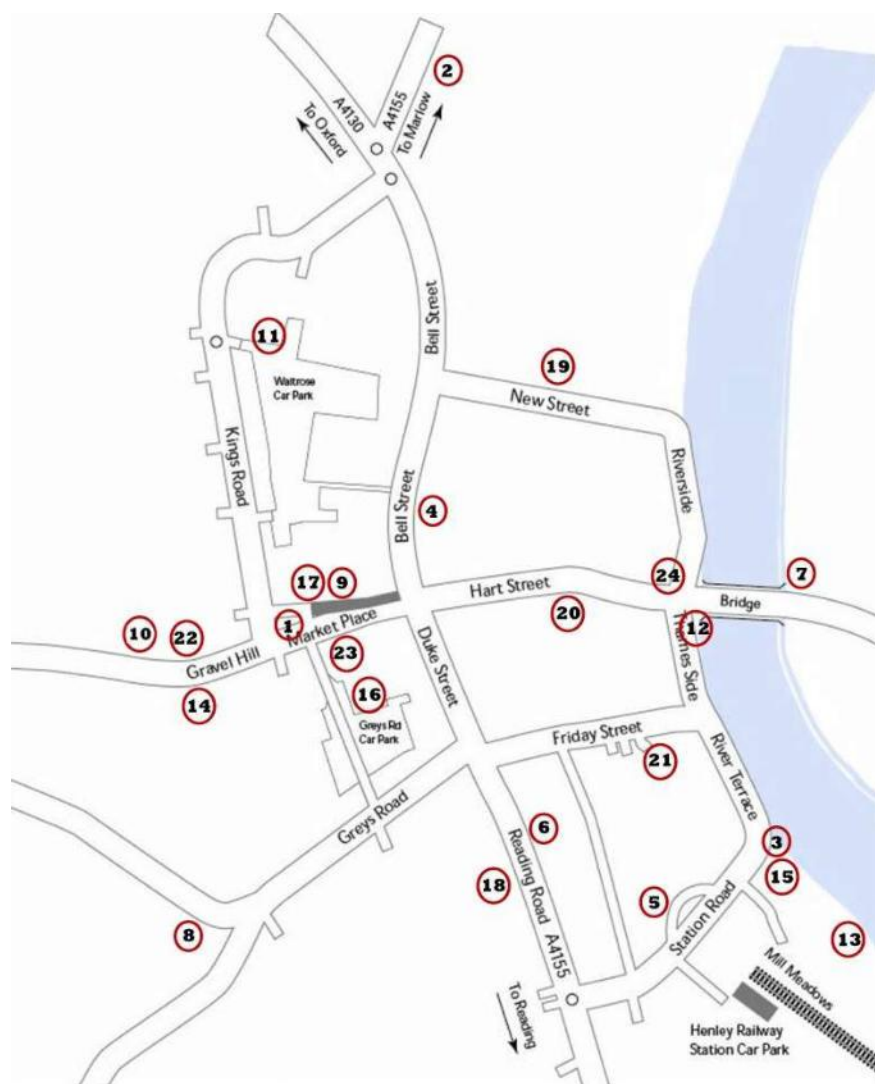 2
A4130
A4155
To Oxford
To Marlow
Bell Street
11
Waitrose
Car Park
19
New Street
Kings Road
Riverside
Bell Street
4
17
9
24
7
Hart Street
Bridge
10
22
1
Market Place
20
12
Thames Side
Gravel Hill
23
Duke Street
14
16
Greys Rd
Car Park
Friday Street
21
River Terrace
Greys Road
6
3
Reading Road
18
15
5
Station Road
8
13
A4155
Mill Meadows
To Reading
Henley Railway
Station Car Park